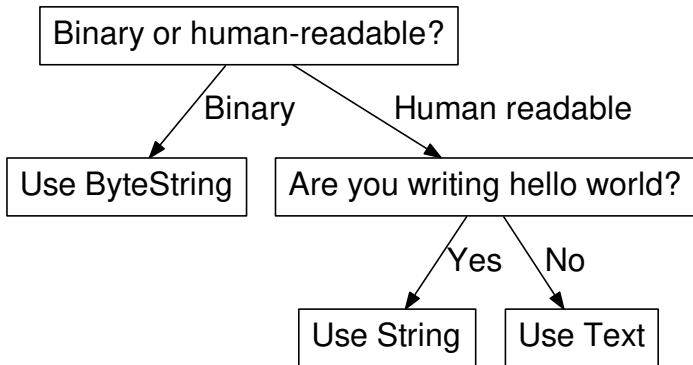 Binary or human-readable?
Binary
Human readable
Use ByteString
Are you writing hello world?
Yes
No
Use String
Use Text